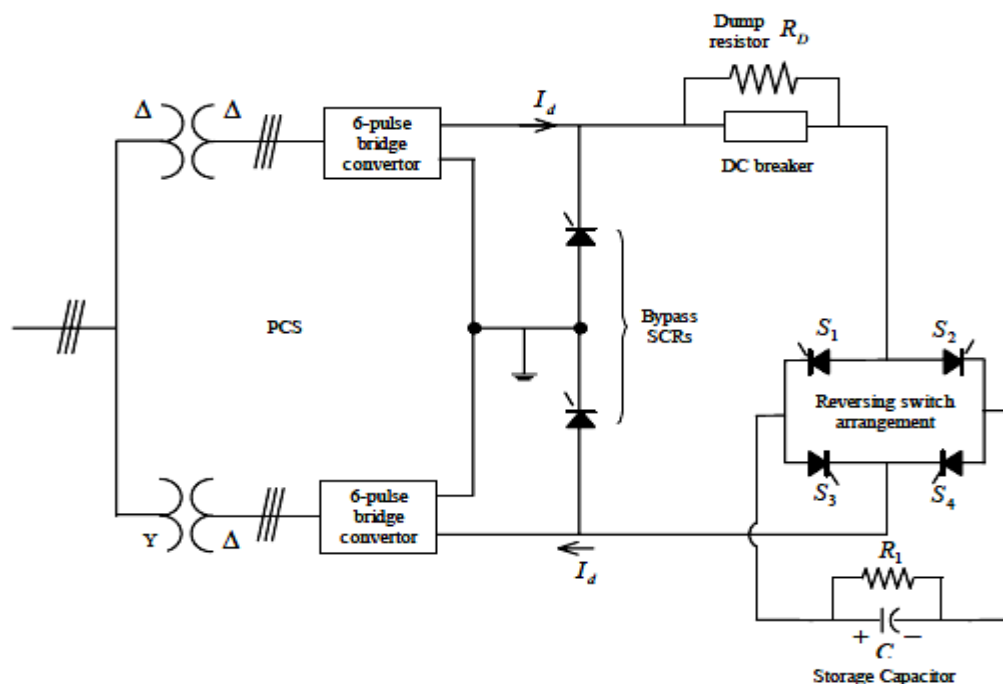 Dump
resistor R_D
Δ Δ
I_d
6-pulse
bridge
convertor
DC breaker
PCS
Bypass
SCRs
S_1 S_2
Reversing switch
arrangement
S_3 S_4
6-pulse
bridge
convertor
Y Δ
I_d
R_1
+ C −
Storage Capacitor